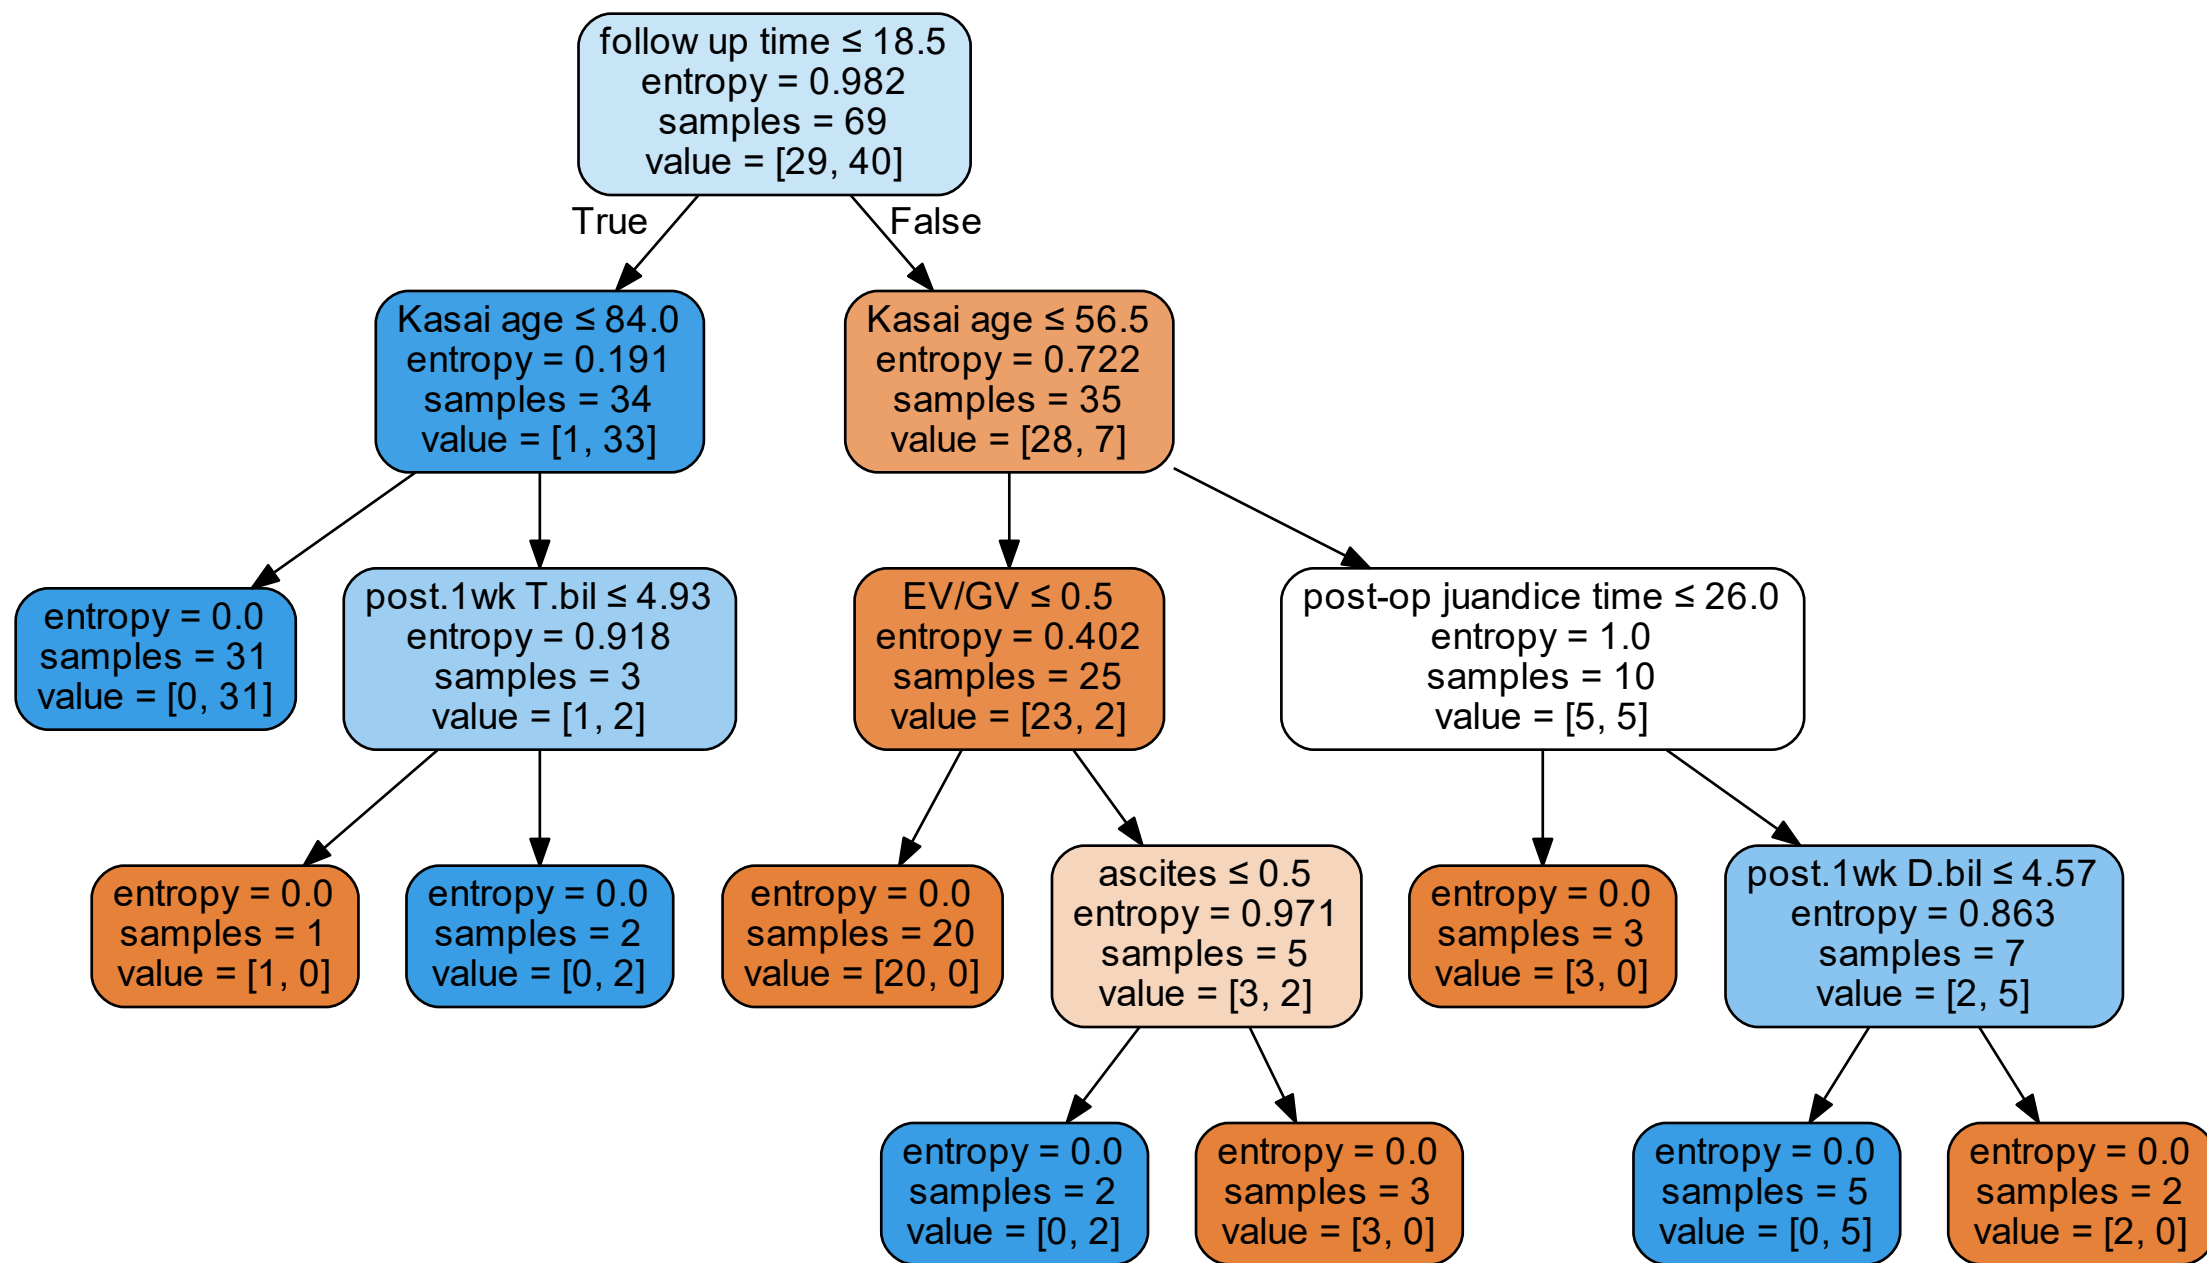 follow up time ≤ 18.5
entropy = 0.982
samples = 69
value = [29, 40]
True
False
Kasai age ≤ 84.0
entropy = 0.191
samples = 34
value = [1, 33]
Kasai age ≤ 56.5
entropy = 0.722
samples = 35
value = [28, 7]
entropy = 0.0
samples = 31
value = [0, 31]
post.1wk T.bil ≤ 4.93
entropy = 0.918
samples = 3
value = [1, 2]
EV/GV ≤ 0.5
entropy = 0.402
samples = 25
value = [23, 2]
post-op juandice time ≤ 26.0
entropy = 1.0
samples = 10
value = [5, 5]
entropy = 0.0
samples = 1
value = [1, 0]
entropy = 0.0
samples = 2
value = [0, 2]
entropy = 0.0
samples = 20
value = [20, 0]
ascites ≤ 0.5
entropy = 0.971
samples = 5
value = [3, 2]
entropy = 0.0
samples = 3
value = [3, 0]
post.1wk D.bil ≤ 4.57
entropy = 0.863
samples = 7
value = [2, 5]
entropy = 0.0
samples = 2
value = [0, 2]
entropy = 0.0
samples = 3
value = [3, 0]
entropy = 0.0
samples = 5
value = [0, 5]
entropy = 0.0
samples = 2
value = [2, 0]